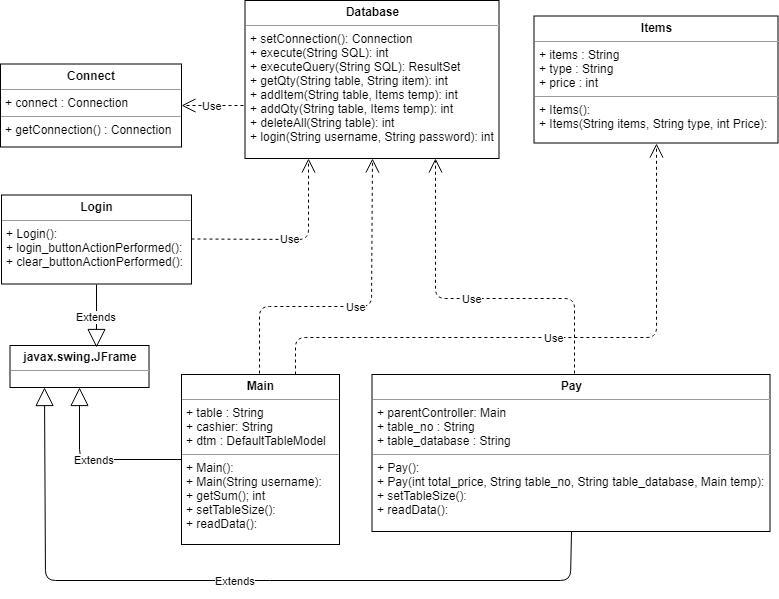 Database
+ setConnection(): Connection
+ execute(String SQL): int
+ executeQuery(String SQL): ResultSet
+ getQty(String table, String item): int
+ addItem(String table, Items temp): int
+ addQty(String table, Items temp): int
+ deleteAll(String table): int
+ login(String username, String password): int
Items
+ items : String
+ type : String
+ price : int
+ Items():
+ Items(String items, String type, int Price):
Connect
+ connect : Connection
+ getConnection() : Connection
Use
Login
+ Login():
+ login_buttonActionPerformed():
+ clear_buttonActionPerformed():
Use
Use
Use
Use
Extends
javax.swing.JFrame
Main
+ table : String
+ cashier: String
+ dtm : DefaultTableModel
+ Main():
+ Main(String username):
+ getSum(); int
+ setTableSize():
+ readData():
Pay
+ parentController: Main
+ table_no : String
+ table_database : String
+ Pay():
+ Pay(int total_price, String table_no, String table_database, Main temp):
+ setTableSize():
+ readData():
Extends
Extends